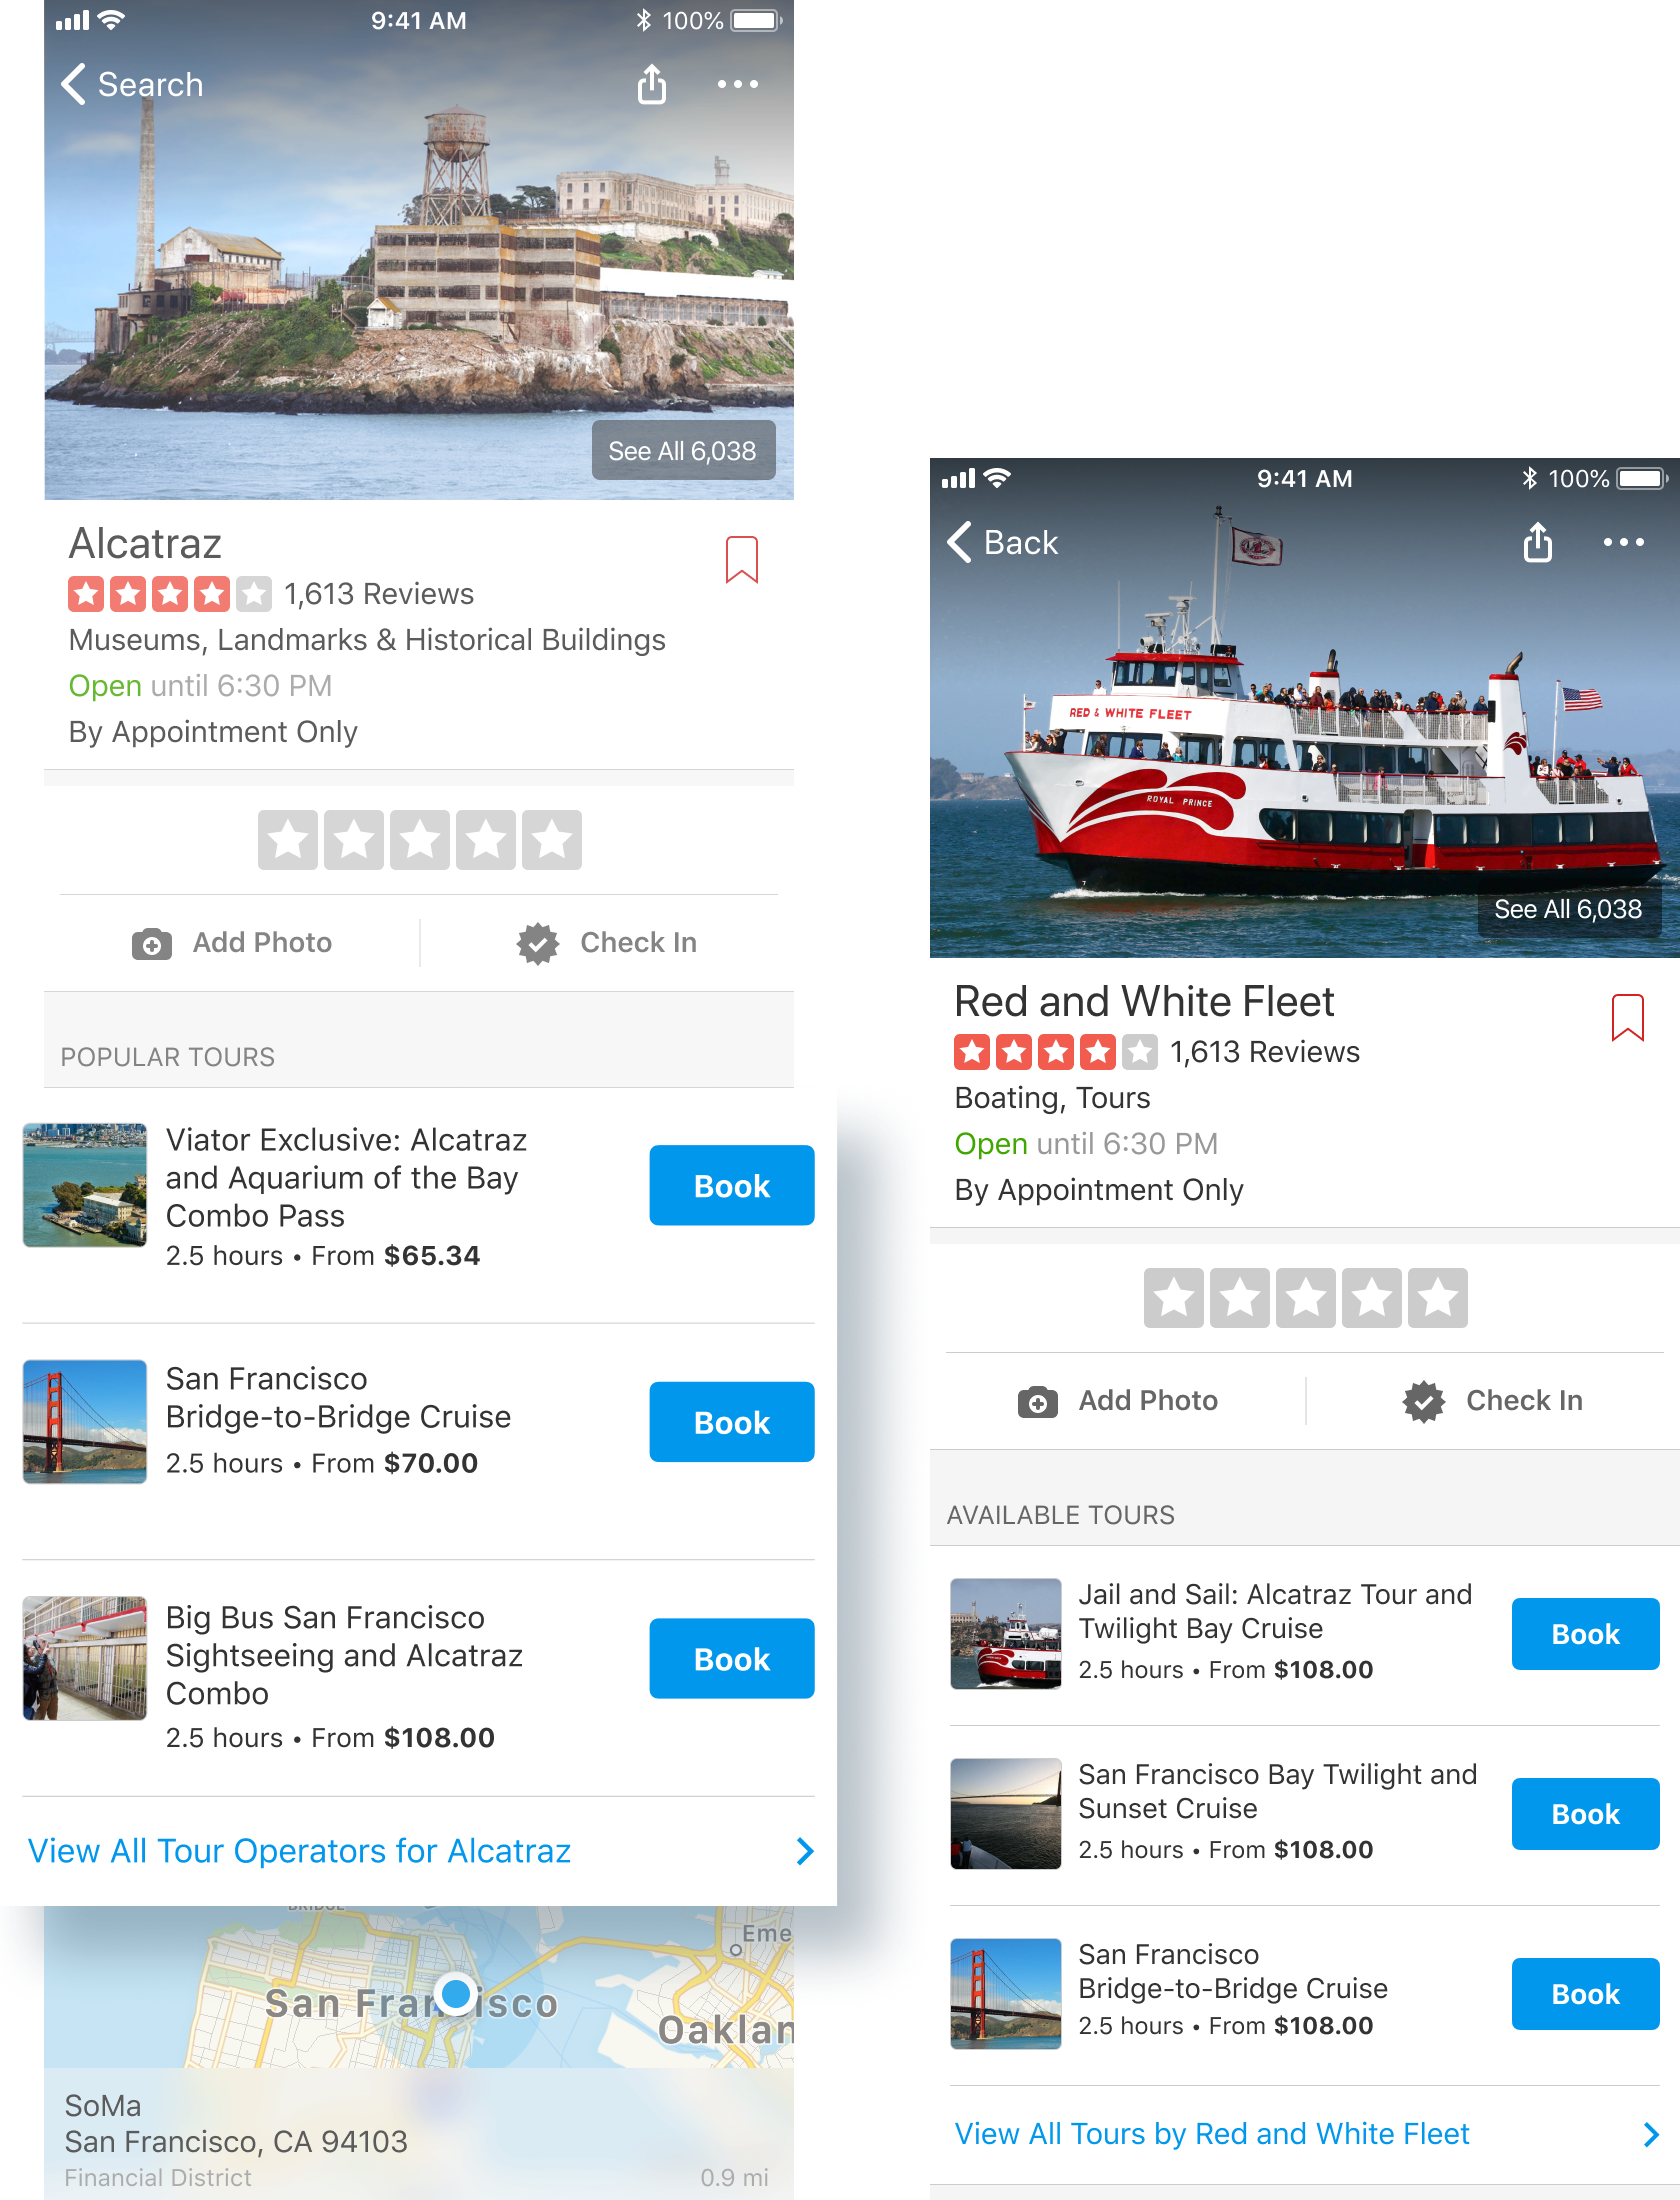 9:41 AM
100%
Search
See All 6,038
Alcatraz
1,613 Reviews
Museums, Landmarks & Historical Buildings
Open until 6:30 PM
By Appointment Only
Add Photo
Check In
POPULAR TOURS
Viator Exclusive: Alcatraz
and Aquarium of the Bay
Combo Pass
2.5 hours • From $65.34
Book
San Francisco
Bridge-to-Bridge Cruise
2.5 hours • From $70.00
Book
Big Bus San Francisco
Sightseeing and Alcatraz
Combo
2.5 hours • From $108.00
Book
View All Tour Operators for Alcatraz
Eme
San Fran isco
Oaklan
SoMa
San Francisco, CA 94103
Financial District
0.9 mi
9:41 AM
100%
Back
RED & WHITE FLEET
ROYAL PRINCE
See All 6,038
Red and White Fleet
1,613 Reviews
Boating, Tours
Open until 6:30 PM
By Appointment Only
Add Photo
Check In
AVAILABLE TOURS
Jail and Sail: Alcatraz Tour and
Twilight Bay Cruise
2.5 hours • From $108.00
Book
San Francisco Bay Twilight and
Sunset Cruise
2.5 hours • From $108.00
Book
San Francisco
Bridge-to-Bridge Cruise
2.5 hours • From $108.00
Book
View All Tours by Red and White Fleet